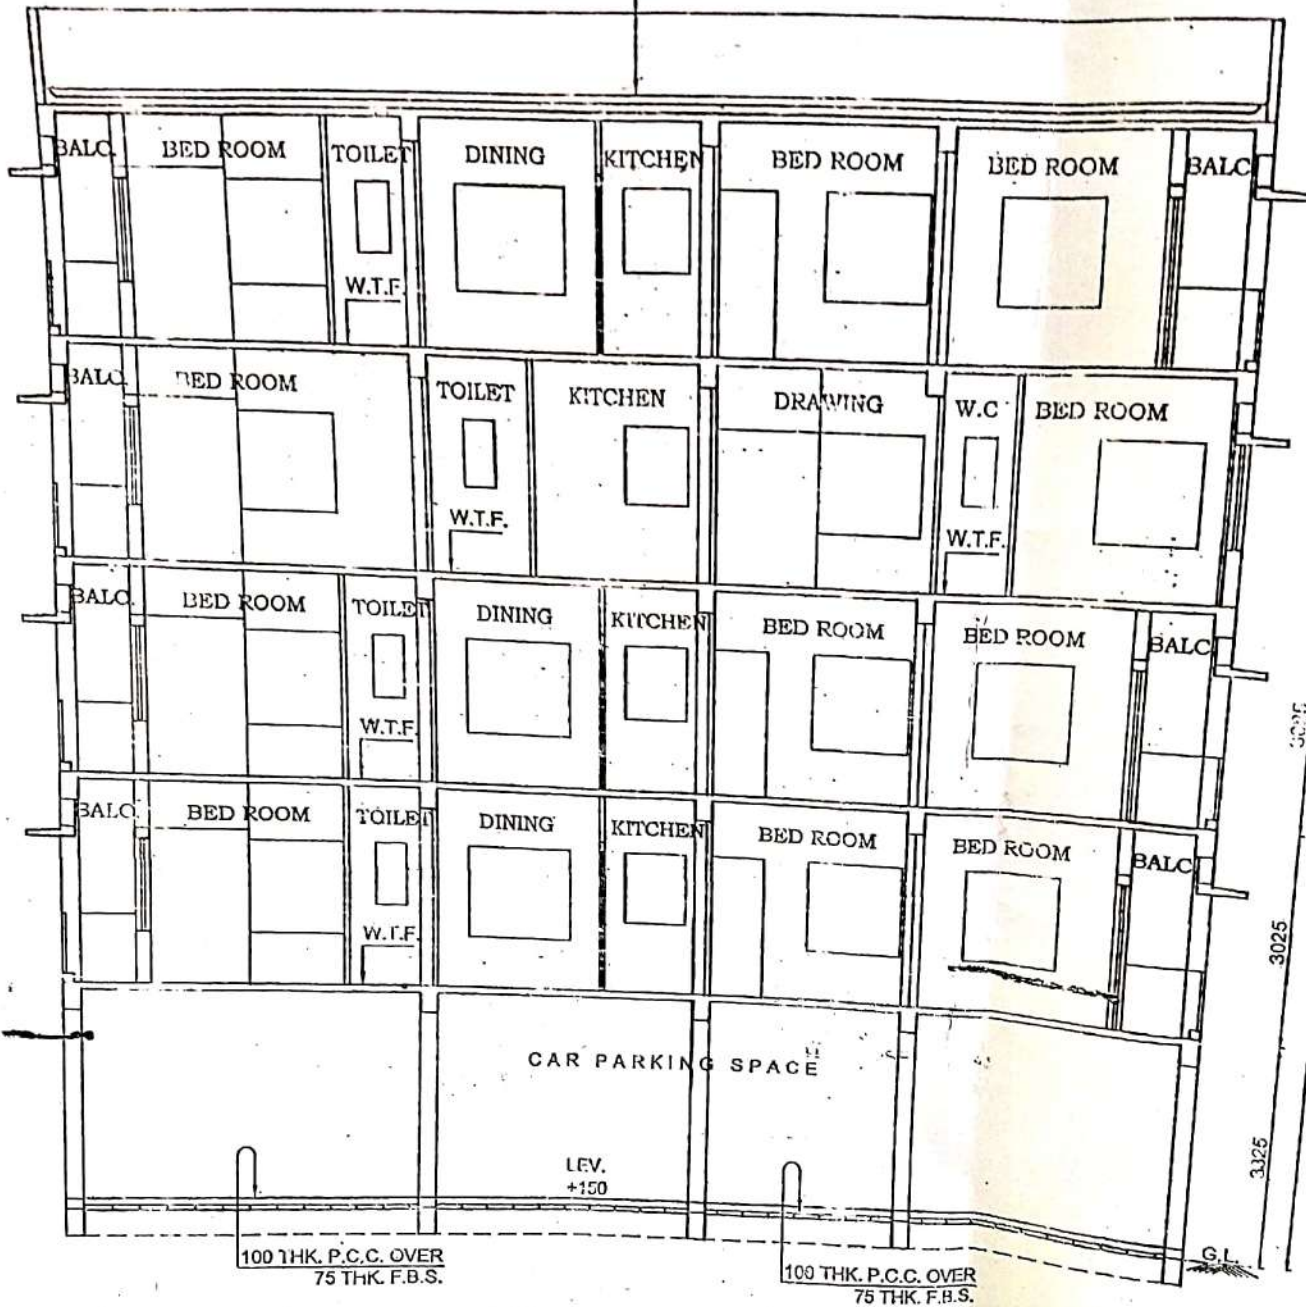 BALC. BED ROOM TOILET DINING KITCHEN BED ROOM BED ROOM BALC
W.T.F.
BALC. BED ROOM TOILET KITCHEN DRAWING W.C BED ROOM
W.T.F. W.T.F.
BALC. BED ROOM TOILET DINING KITCHEN BED ROOM BED ROOM BALC
W.T.F.
BALC. BED ROOM TOILET DINING KITCHEN BED ROOM BED ROOM BALC
W.T.F.
3025
CAR PARKING SPACE
3325
LEV.
+150
G.L.
100 THK. P.C.C. OVER
75 THK. F.B.S.
100 THK. P.C.C. OVER
75 THK. F.B.S.